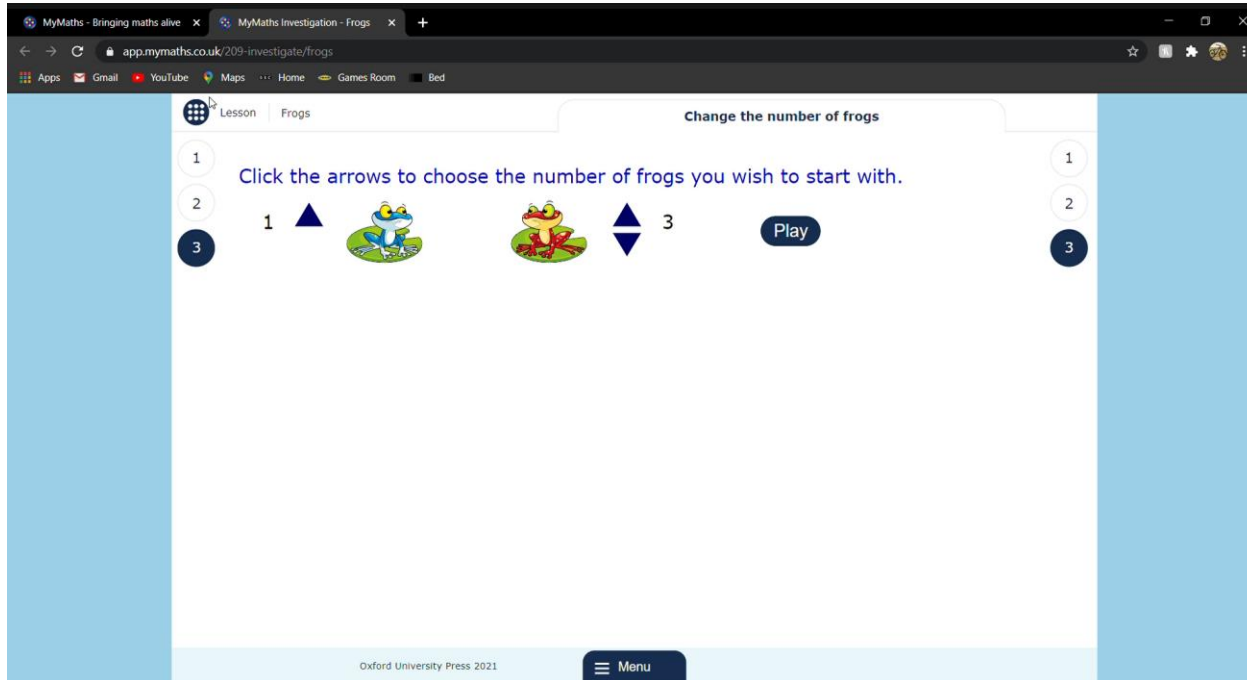 MyMaths - Bringing maths alive
MyMaths Investigation - Frogs
app.mymaths.co.uk/209-investigate/frogs
Apps Gmail YouTube Maps Home Games Room Bed
Lesson Frogs
Change the number of frogs
1 1
Click the arrows to choose the number of frogs you wish to start with.
2 2
1 3 Play
3 3
Oxford University Press 2021
Menu